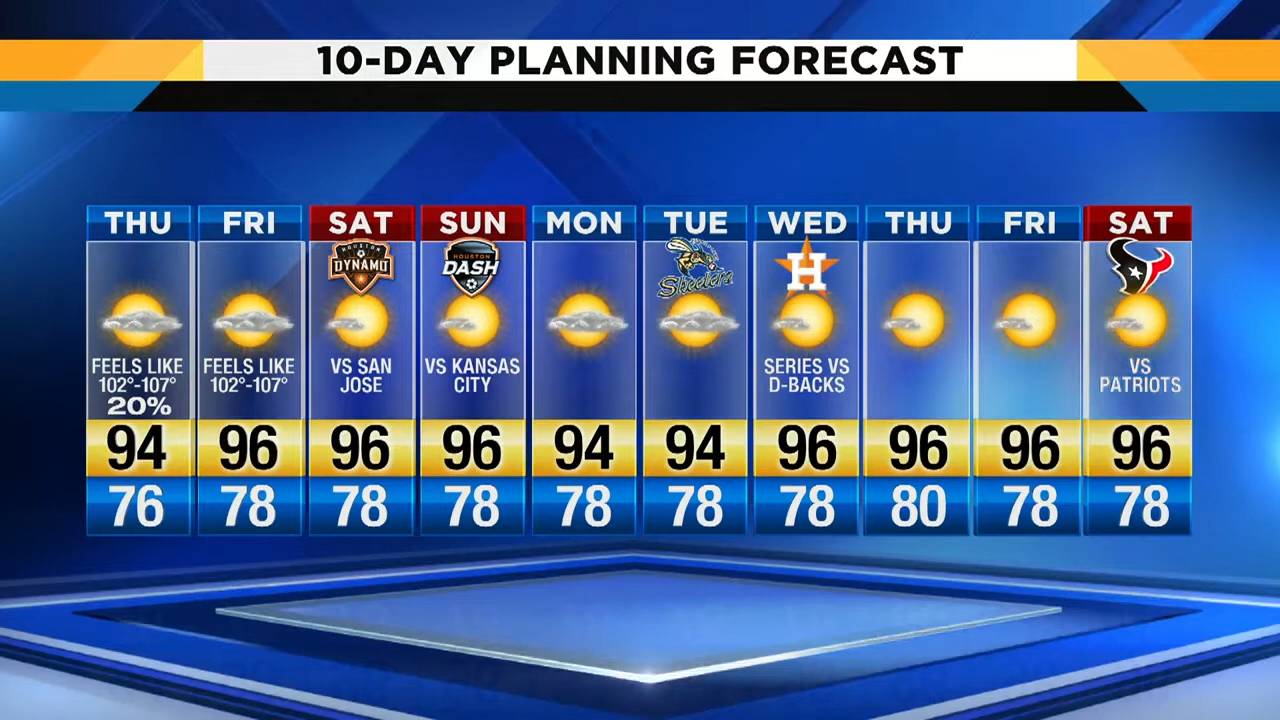 10-DAY PLANNING FORECAST
THU FRI SAT SUN MON TUE WED THU FRI SAT
HOUSTON
DYNAMO
HOUSTON
DASH
Skeeters
H
FEELS LIKE
102°-107°
20%
FEELS LIKE
102°-107°
VS SAN
JOSE
VS KANSAS
CITY
SERIES VS
D-BACKS
VS
PATRIOTS
94 96 96 96 94 94 96 96 96 96
76 78 78 78 78 78 78 80 78 78